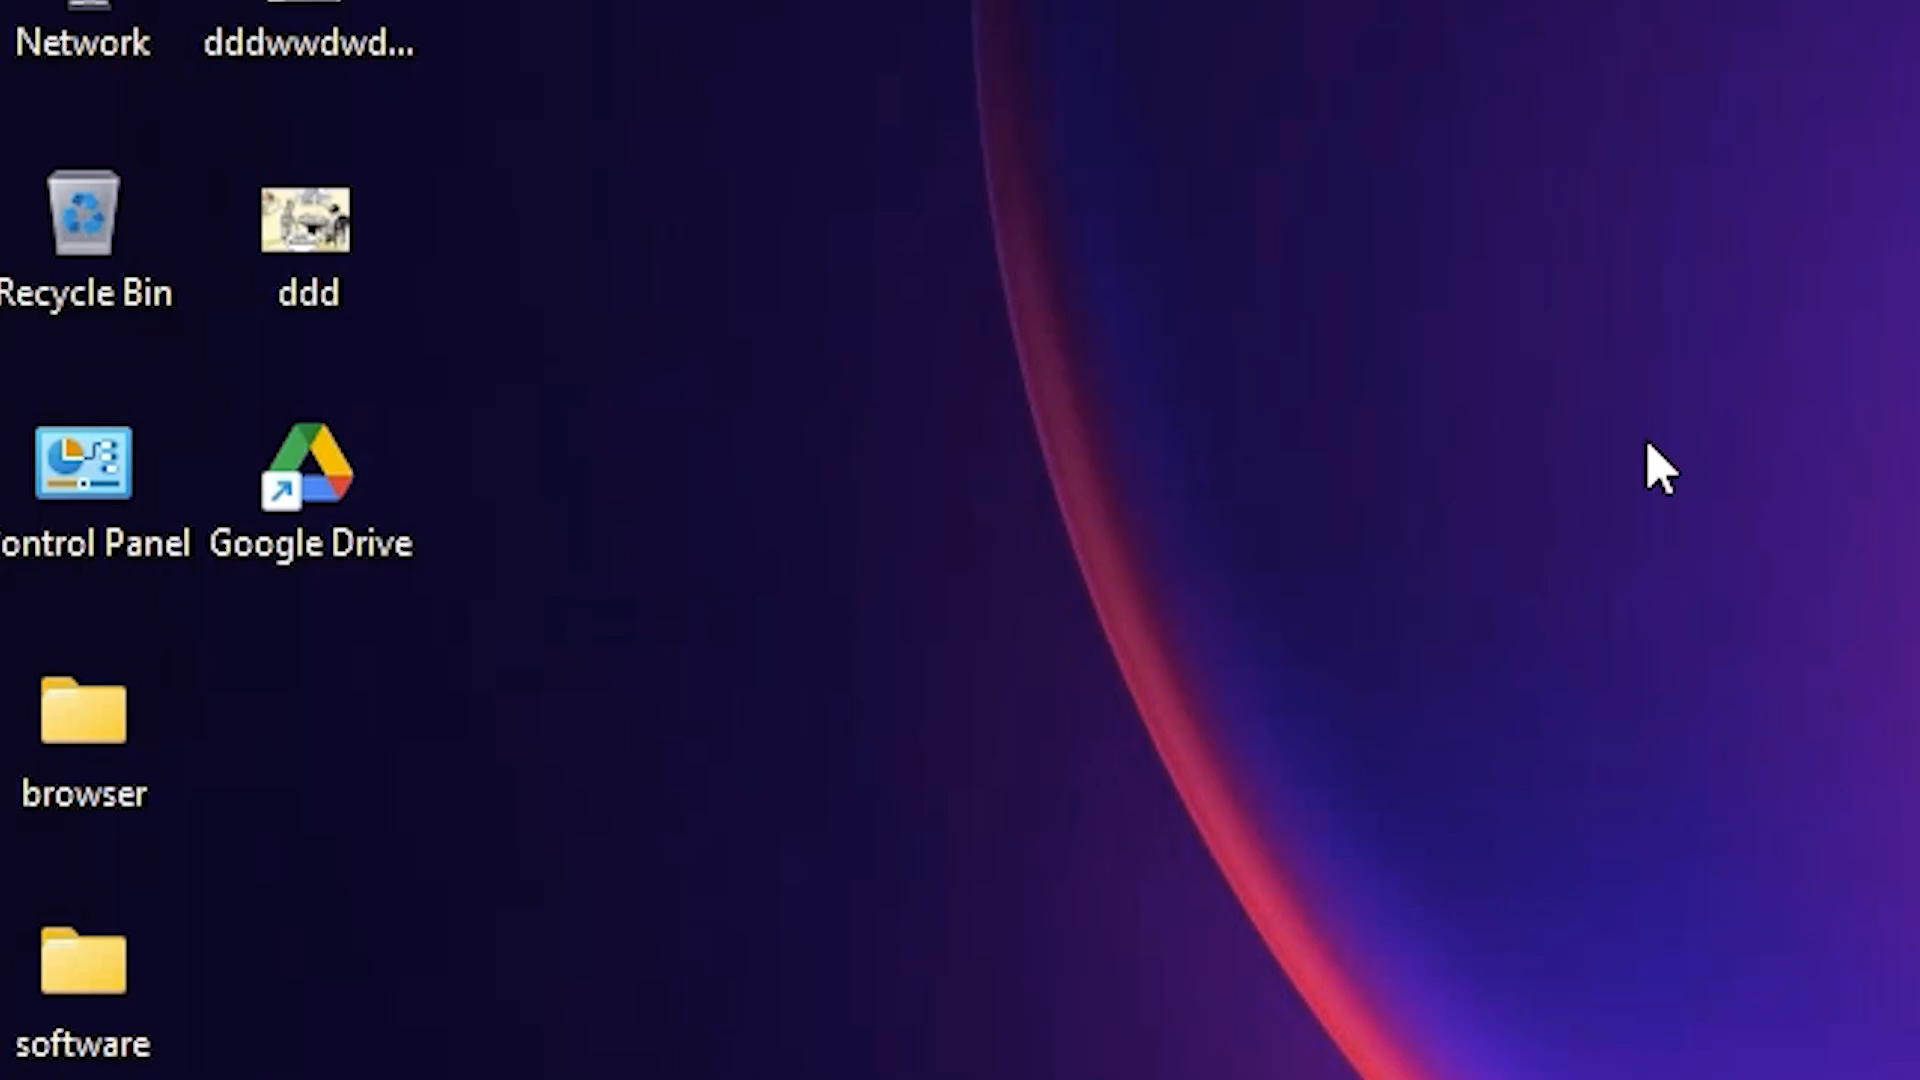 Network
dddwwdwd...
Recycle Bin
ddd
ontrol Panel
Google Drive
browser
software